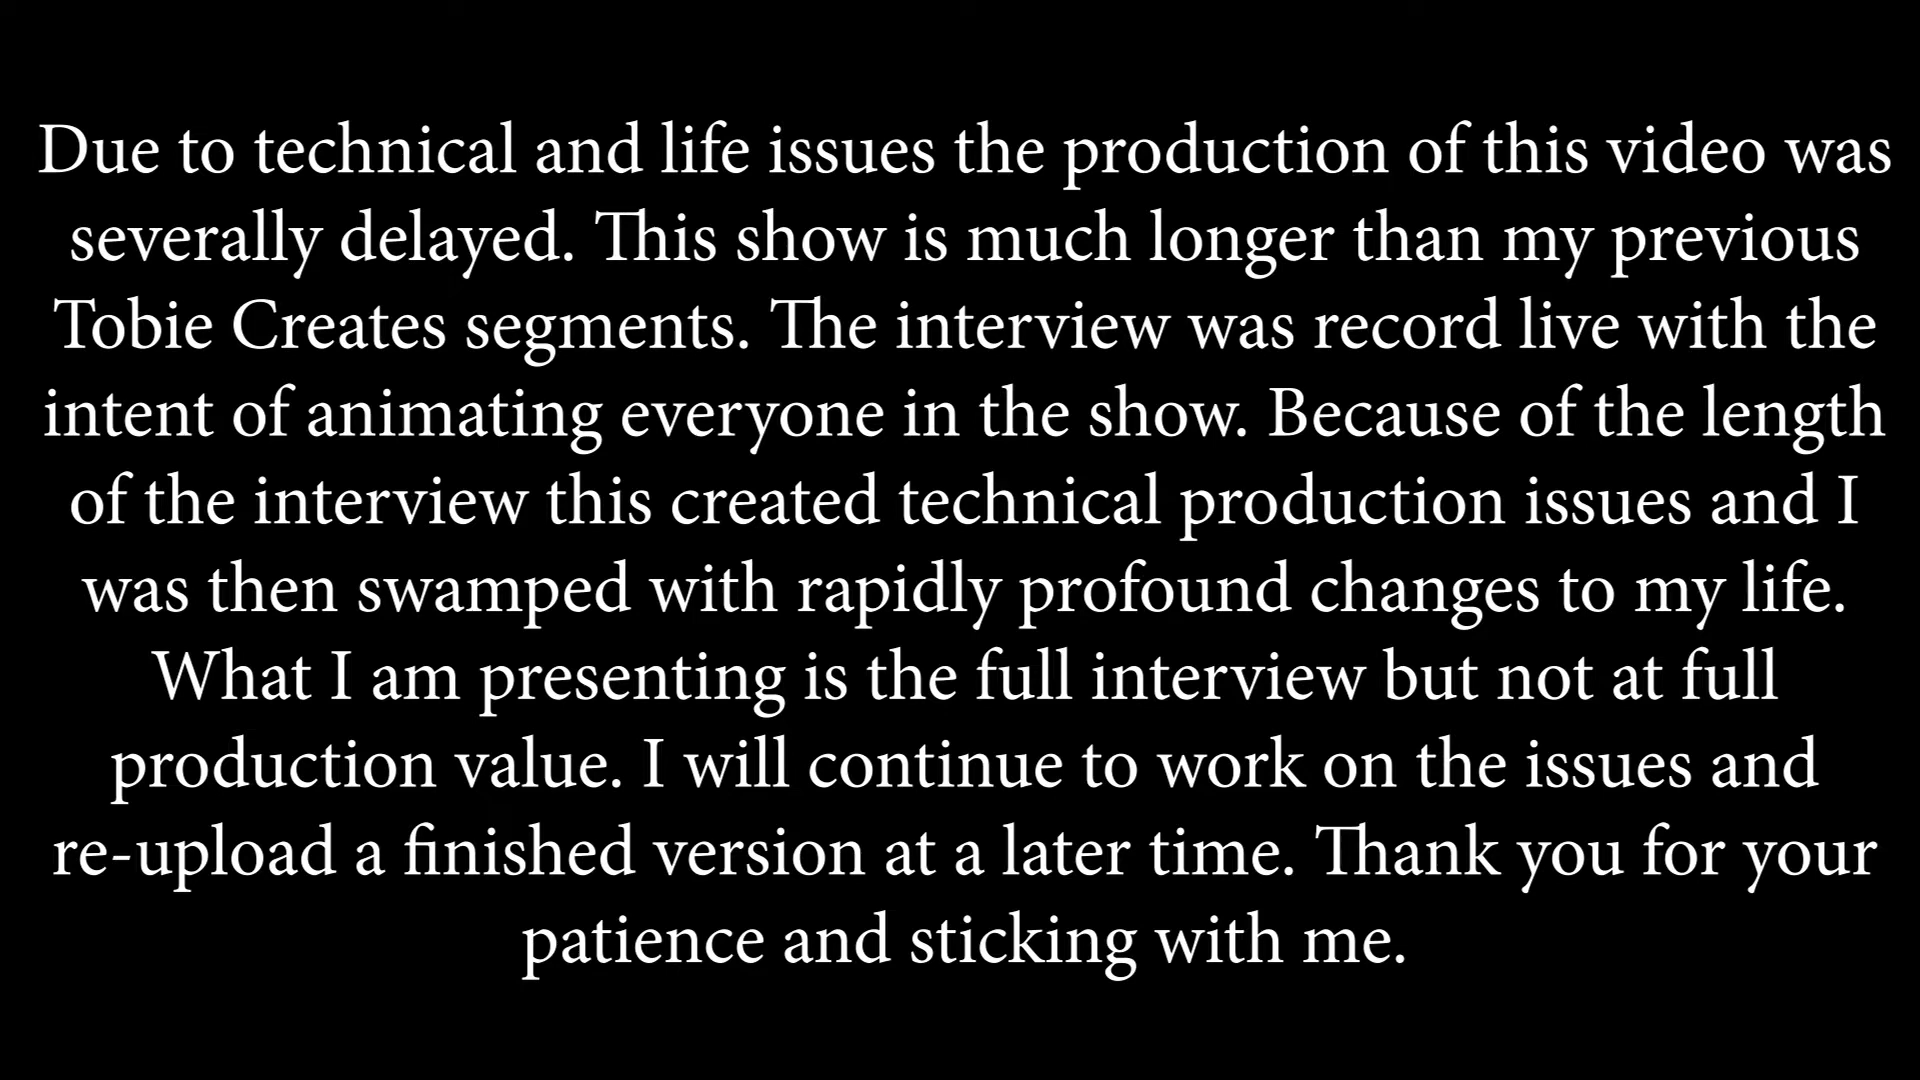 Due to technical and life issues the production of this video was
severally delayed. This show is much longer than my previous
Tobie Creates segments. The interview was record live with the
intent of animating everyone in the show. Because of the length
of the interview this created technical production issues and I
was then swamped with rapidly profound changes to my life.
What I am presenting is the full interview but not at full
production value. I will continue to work on the issues and
re-upload a finished version at a later time. Thank you for your
patience and sticking with me.